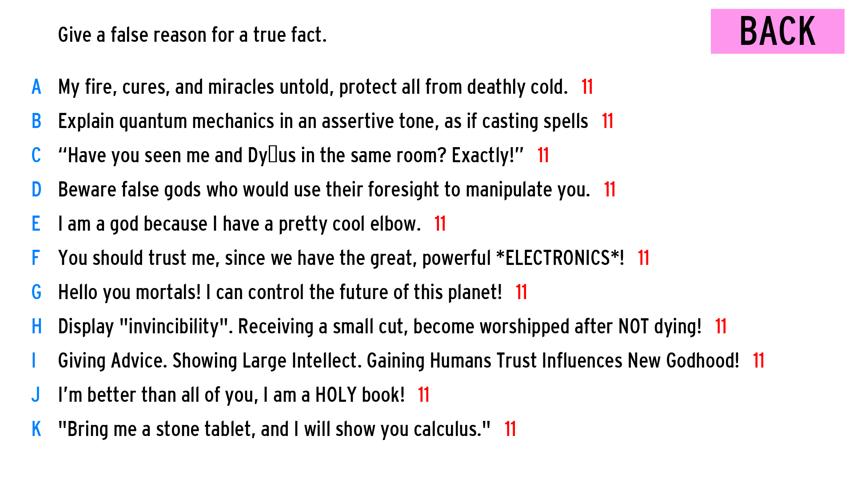 Give a false reason for a true fact.
BACK
A My fire, cures, and miracles untold, protect all from deathly cold. 11
B Explain quantum mechanics in an assertive tone, as if casting spells 11
C “Have you seen me and Dy▯us in the same room? Exactly!” 11
D Beware false gods who would use their foresight to manipulate you. 11
E I am a god because I have a pretty cool elbow. 11
F You should trust me, since we have the great, powerful *ELECTRONICS*! 11
G Hello you mortals! I can control the future of this planet! 11
H Display "invincibility". Receiving a small cut, become worshipped after NOT dying! 11
I Giving Advice. Showing Large Intellect. Gaining Humans Trust Influences New Godhood! 11
J I’m better than all of you, I am a HOLY book! 11
K "Bring me a stone tablet, and I will show you calculus." 11